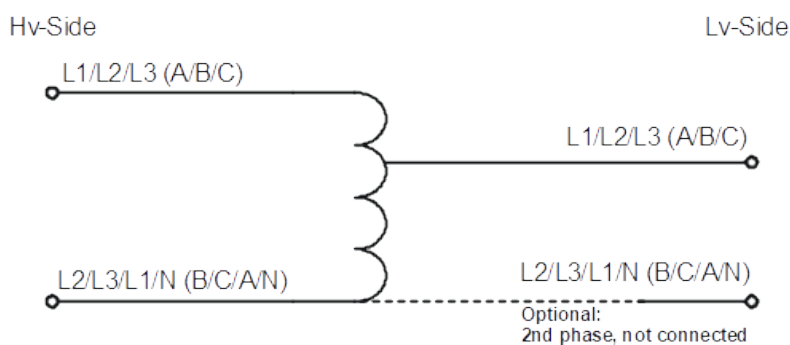 Hv-Side
Lv-Side
L1/L2/L3 (A/B/C)
L1/L2/L3 (A/B/C)
L2/L3/L1/N (B/C/A/N)
L2/L3/L1/N (B/C/A/N)
Optional:
2nd phase, not connected